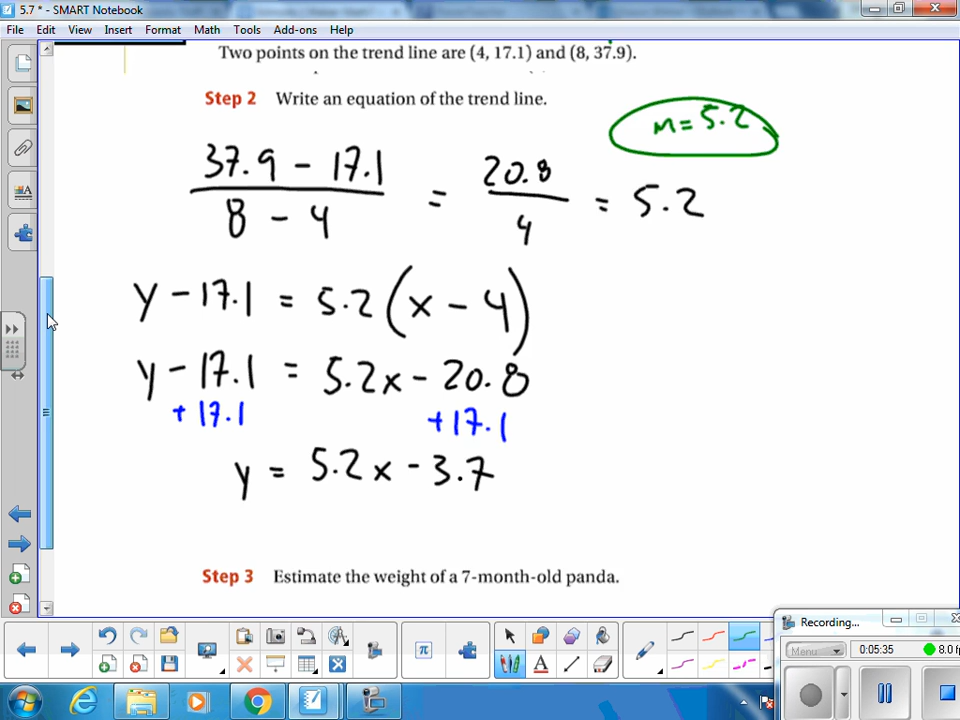 5.7 * - SMART Notebook
File Edit View Insert Format Math Tools Add-ons Help
Two points on the trend line are (4, 17.1) and (8, 37.9).
Step 2 Write an equation of the trend line.
m = 5.2
37.9 - 17.1
8 - 4
=
20.8
4
= 5.2
y - 17.1 = 5.2 (x - 4)
y - 17.1 = 5.2x - 20.8
+ 17.1 + 17.1
y = 5.2x - 3.7
Step 3 Estimate the weight of a 7-month-old panda.
Recording...
Menu 0:05:35 8.0 f